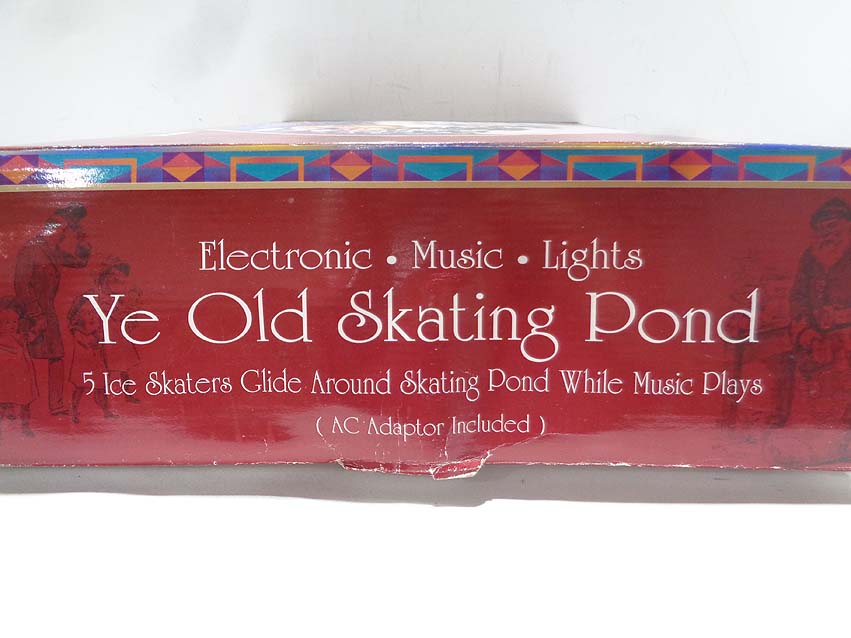 Electronic • Music • Lights
Ye Old Skating Pond
5 Ice Skaters Glide Around Skating Pond While Music Plays
( AC Adaptor Included )